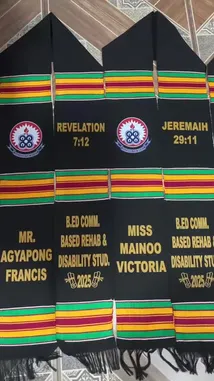 REVELATION
7:12
JEREMAIH
29:11
MR.
AGYAPONG
FRANCIS
B.ED COMM.
BASED REHAB &
DISABILITY STUD.
2025
MISS
MAINOO
VICTORIA
B.ED COMM.
BASED REHAB &
DISABILITY STUD.
2025